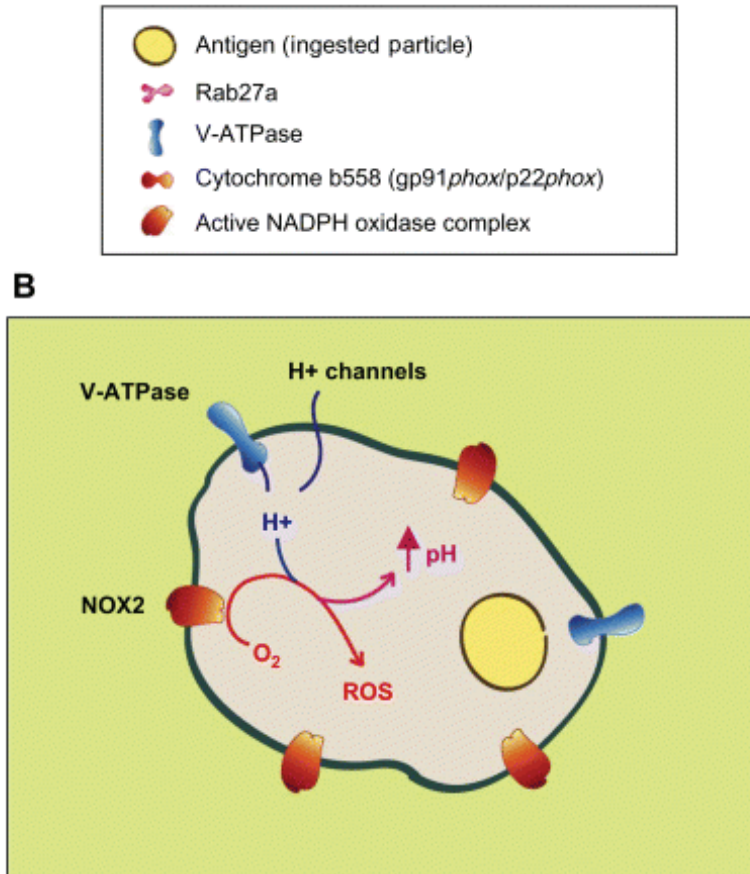 Antigen (ingested particle)
Rab27a
V-ATPase
Cytochrome b558 (gp91phox/p22phox)
Active NADPH oxidase complex
B
H+ channels
V-ATPase
H+
pH
NOX2
O₂
ROS